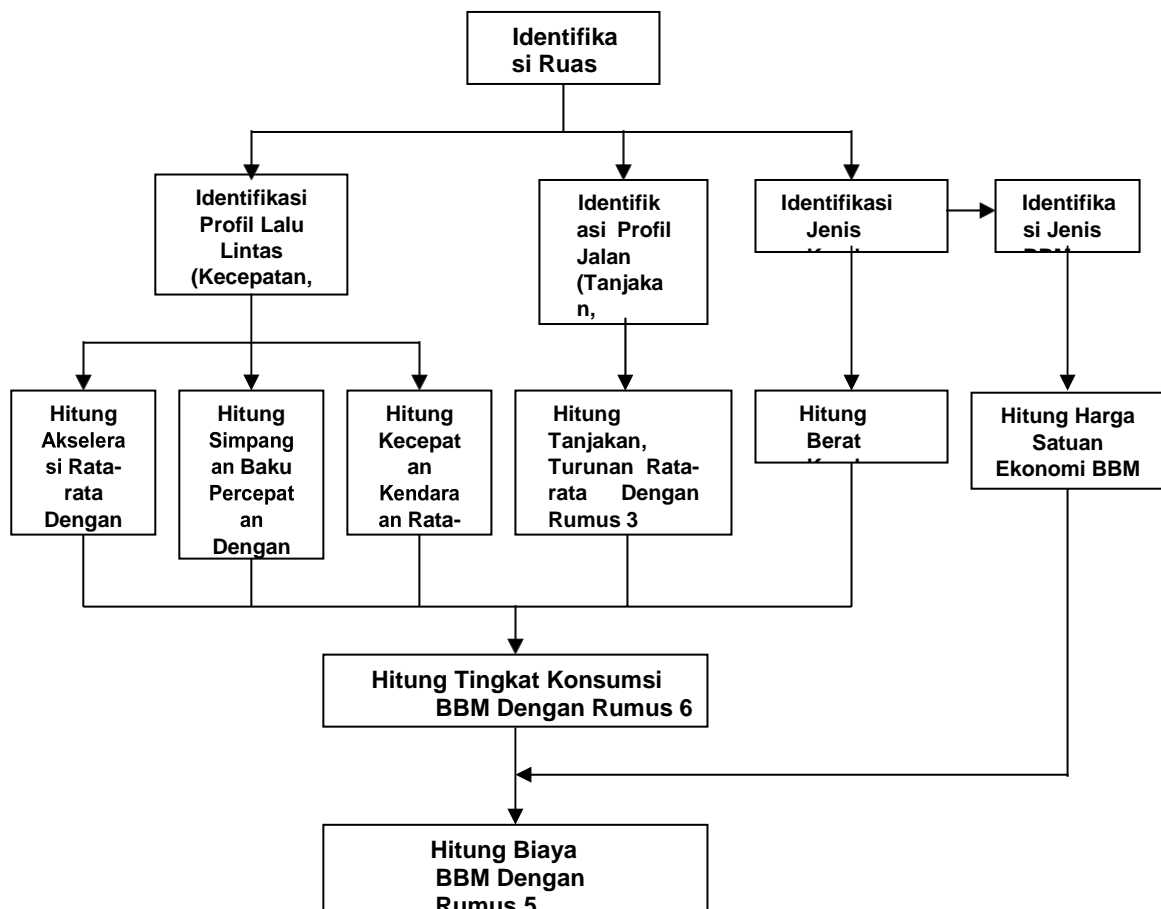 Identifika
si Ruas
Identifikasi
Profil Lalu
Lintas
(Kecepatan,
Identifik
asi Profil
Jalan
(Tanjaka
n,
Identifikasi
Jenis
Identifika
si Jenis
BBM
Hitung
Akselera
si Rata-
rata
Dengan
Hitung
Simpang
an Baku
Percepat
an
Dengan
Hitung
Kecepat
an
Kendara
an Rata-
Hitung
Tanjakan,
Turunan Rata-
rata Dengan
Rumus 3
Hitung
Berat
Hitung Harga
Satuan
Ekonomi BBM
Hitung Tingkat Konsumsi
BBM Dengan Rumus 6
Hitung Biaya
BBM Dengan
Rumus 5